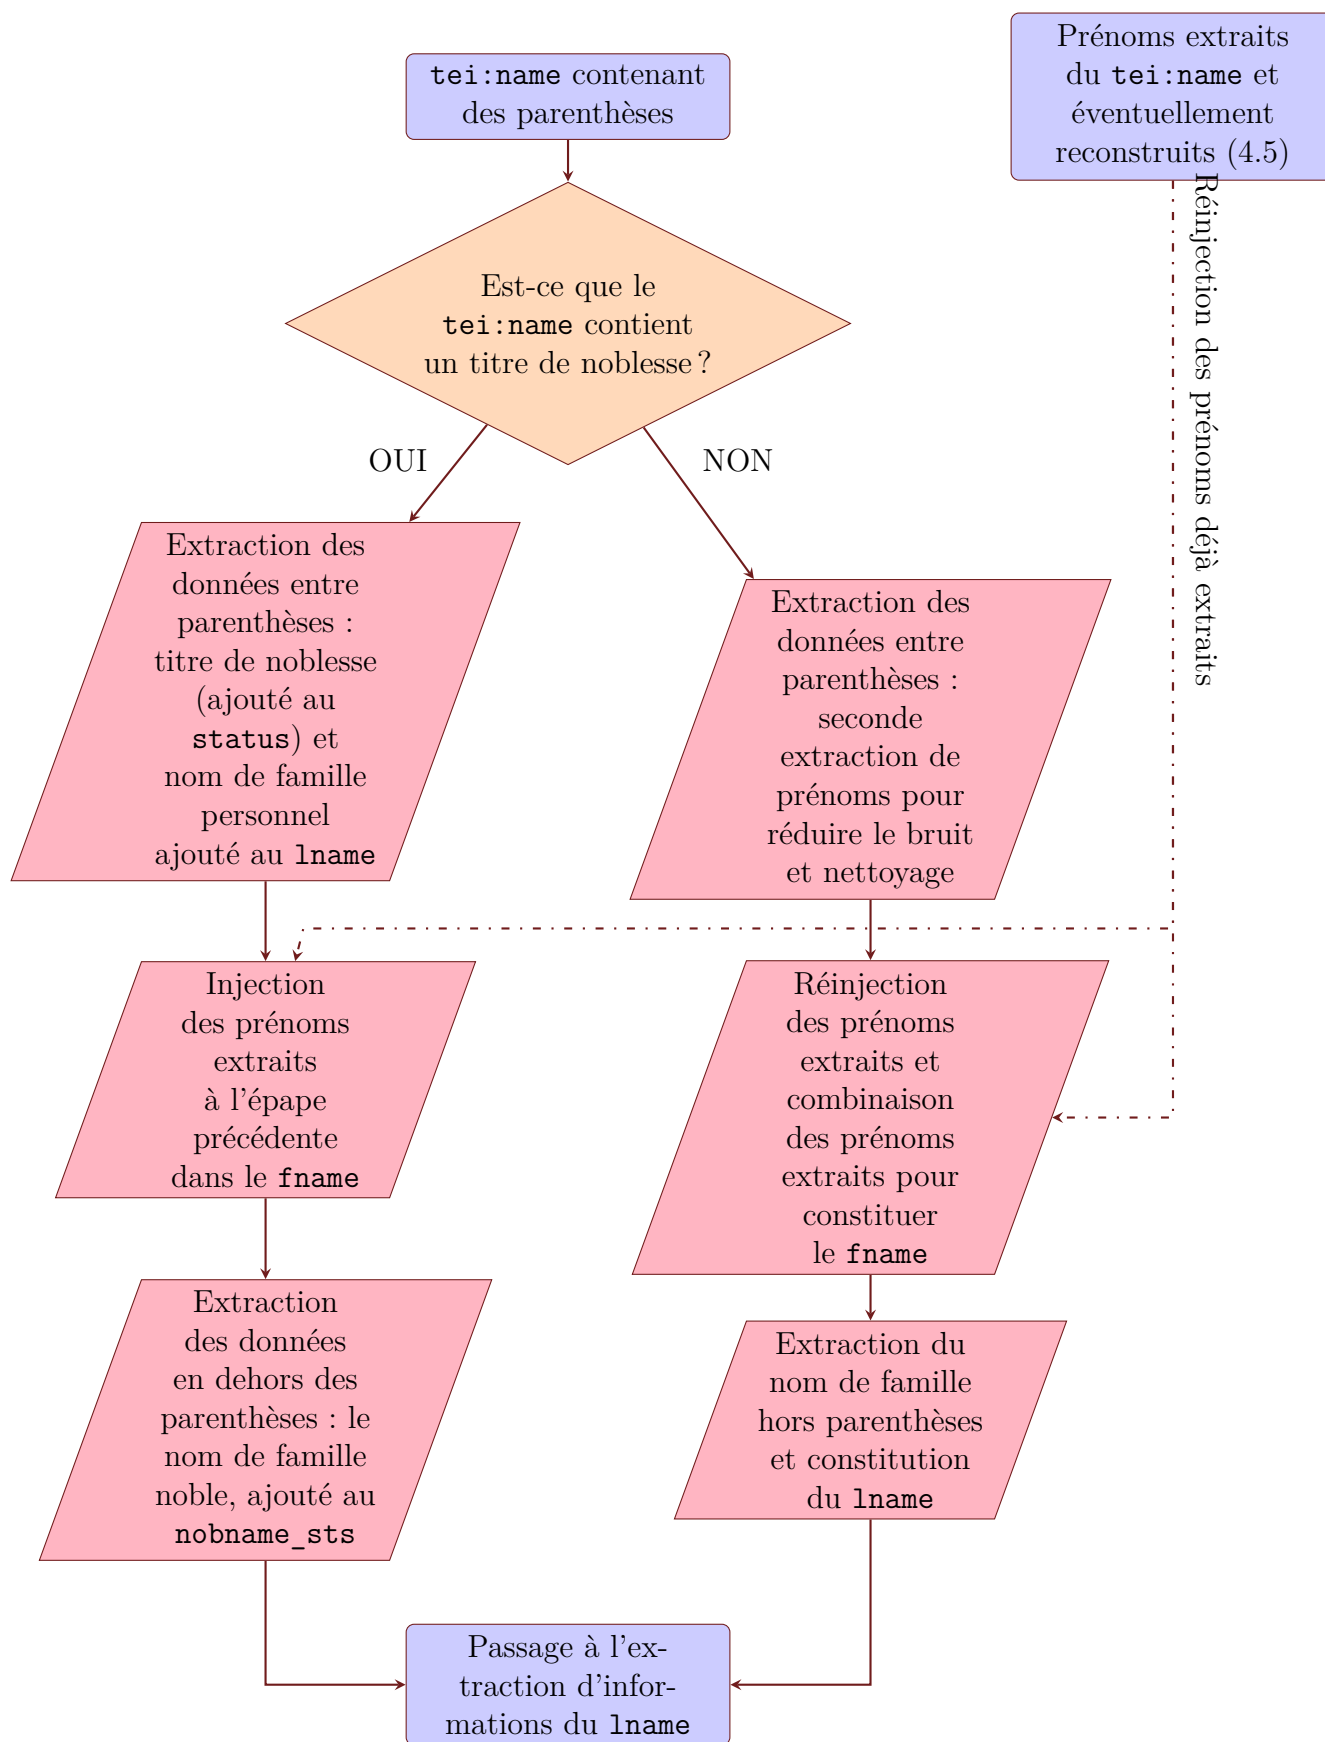 tei:name contenant
des parenthèses
Prénoms extraits
du tei:name et
éventuellement
reconstruits (4.5)
Réinjection des prénoms déjà extraits
Est-ce que le
tei:name contient
un titre de noblesse ?
OUI
NON
Extraction des
données entre
parenthèses :
titre de noblesse
(ajouté au
status) et
nom de famille
personnel
ajouté au lname
Extraction des
données entre
parenthèses :
seconde
extraction de
prénoms pour
réduire le bruit
et nettoyage
Injection
des prénoms
extraits
à l'épape
précédente
dans le fname
Réinjection
des prénoms
extraits et
combinaison
des prénoms
extraits pour
constituer
le fname
Extraction
des données
en dehors des
parenthèses : le
nom de famille
noble, ajouté au
nobname_sts
Extraction du
nom de famille
hors parenthèses
et constitution
du lname
Passage à l'ex-
traction d'infor-
mations du lname